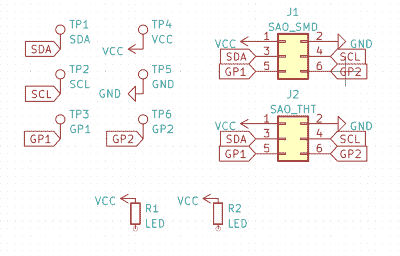 TP1
SDA
SDA
TP4
VCC
VCC
TP2
SCL
SCL
TP5
GND
GND
TP3
GP1
GP1
TP6
GP2
GP2
J1
SAO_SMD
VCC 1 2 GND
SDA 3 4 SCL
GP1 5 6 GP2
J2
SAO_THT
VCC 1 2 GND
SDA 3 4 SCL
GP1 5 6 GP2
VCC
R1
LED
VCC
R2
LED